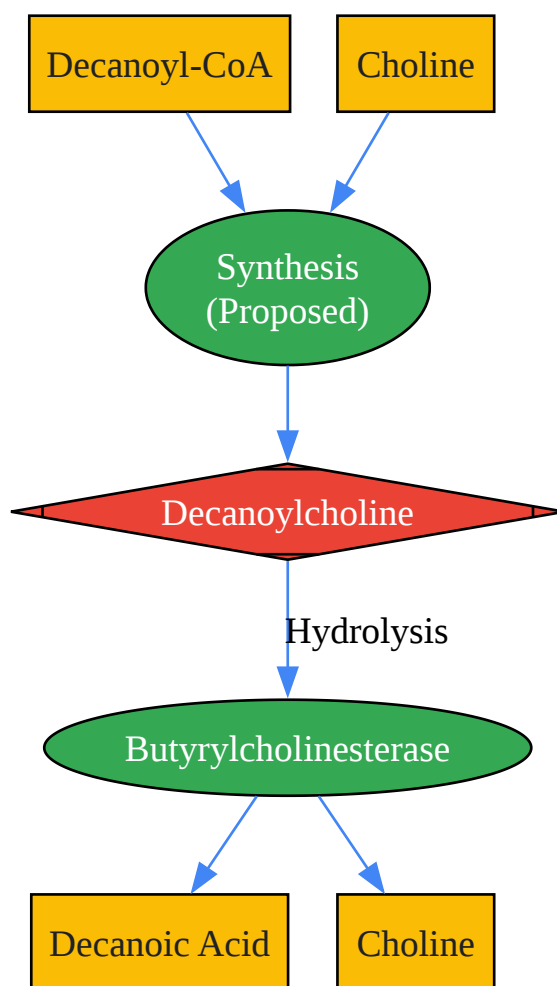 Decanoyl-CoA
Choline
Synthesis
(Proposed)
Decanoylcholine
Hydrolysis
Butyrylcholinesterase
Decanoic Acid
Choline